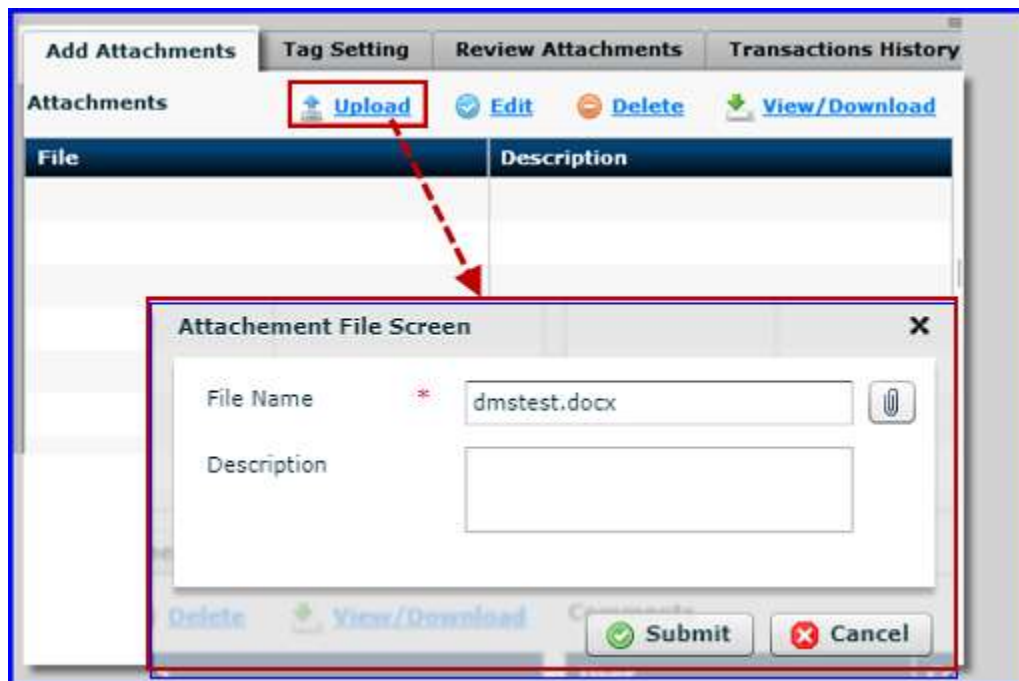 Add Attachments Tag Setting Review Attachments Transactions History
Attachments Upload Edit Delete View/Download
File Description
Attachement File Screen
File Name * dmstest.docx
Description
Delete View/Download Comments
Submit Cancel